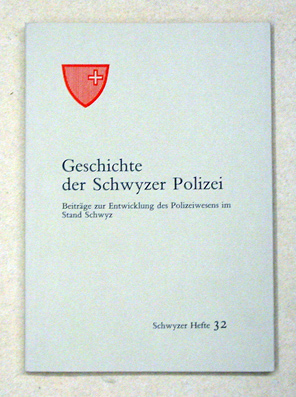 Geschichte
der Schwyzer Polizei
Beiträge zur Entwicklung des Polizeiwesens im
Stand Schwyz
Schwyzer Hefte 32